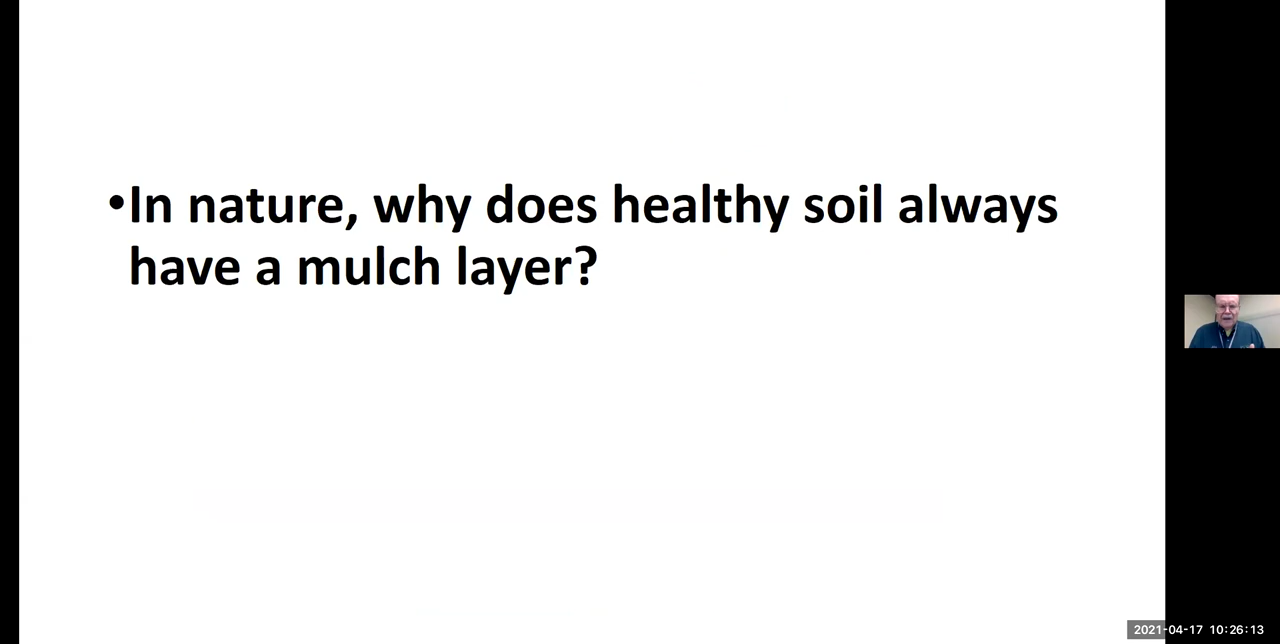 •In nature, why does healthy soil always
have a mulch layer?
2021-04-17 10:26:13